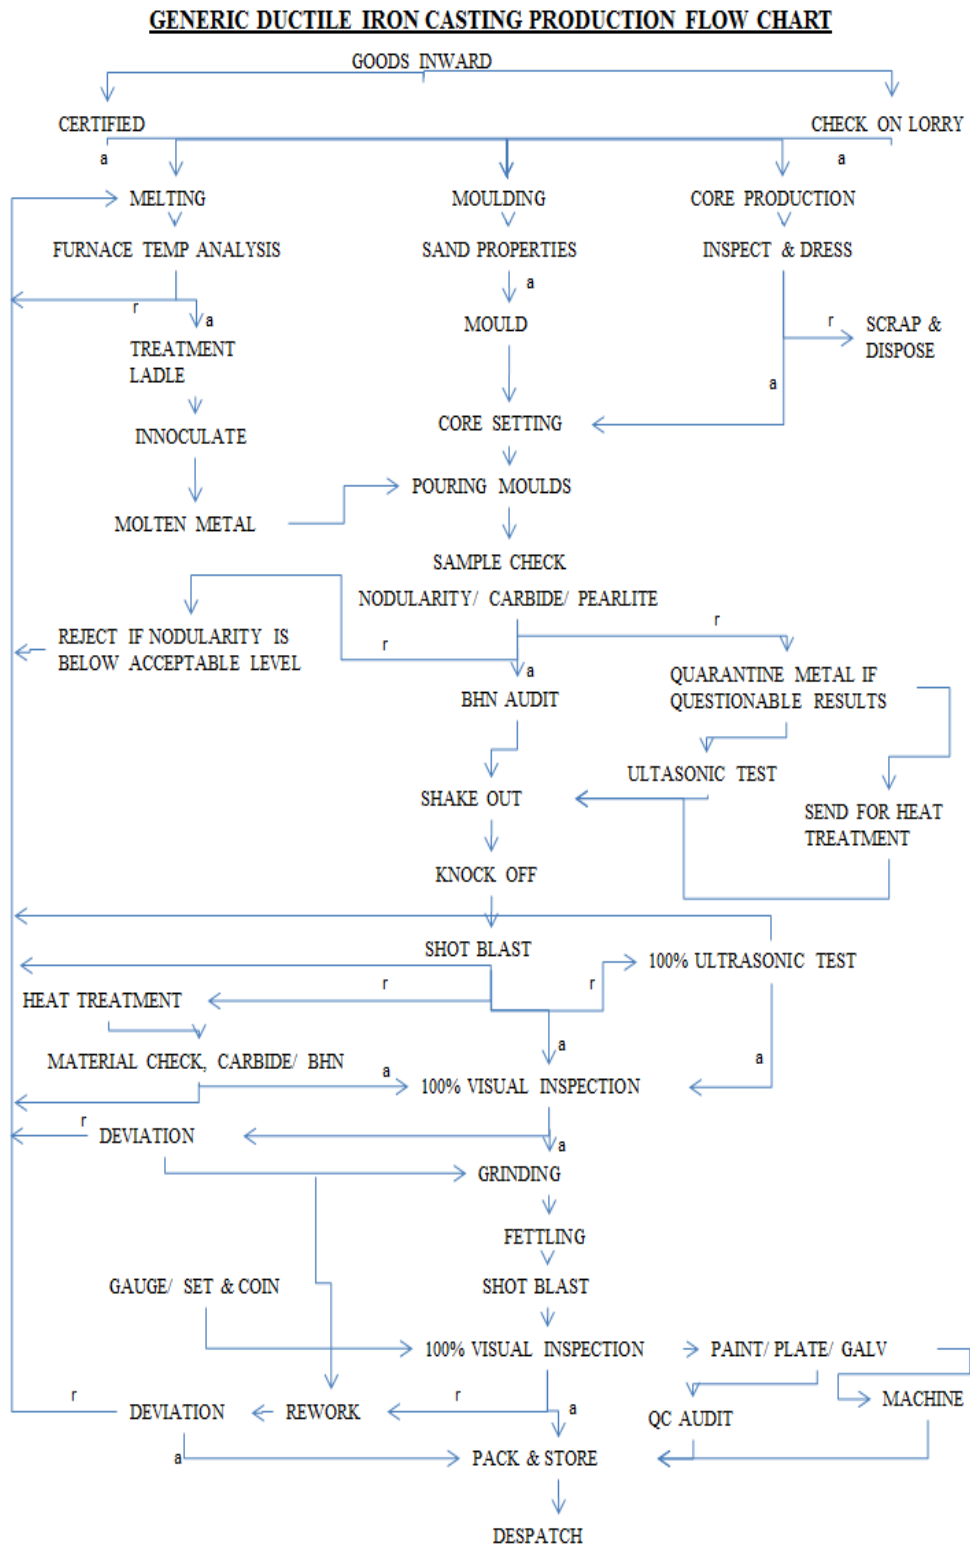 GENERIC DUCTILE IRON CASTING PRODUCTION FLOW CHART
GOODS INWARD
CERTIFIED
CHECK ON LORRY
a
a
MELTING
MOULDING
CORE PRODUCTION
FURNACE TEMP ANALYSIS
SAND PROPERTIES
INSPECT & DRESS
a
r
a
MOULD
r
SCRAP &
DISPOSE
TREATMENT
LADLE
a
CORE SETTING
INNOCULATE
POURING MOULDS
MOLTEN METAL
SAMPLE CHECK
NODULARITY/ CARBIDE/ PEARLITE
r
REJECT IF NODULARITY IS
BELOW ACCEPTABLE LEVEL
r
a
QUARANTINE METAL IF
QUESTIONABLE RESULTS
BHN AUDIT
ULTASONIC TEST
SHAKE OUT
SEND FOR HEAT
TREATMENT
KNOCK OFF
SHOT BLAST
100% ULTRASONIC TEST
r
r
HEAT TREATMENT
a
MATERIAL CHECK, CARBIDE/ BHN
a
a
100% VISUAL INSPECTION
r
DEVIATION
a
GRINDING
FETTLING
GAUGE/ SET & COIN
SHOT BLAST
100% VISUAL INSPECTION
PAINT/ PLATE/ GALV
r
r
MACHINE
DEVIATION
REWORK
a
QC AUDIT
a
PACK & STORE
DESPATCH